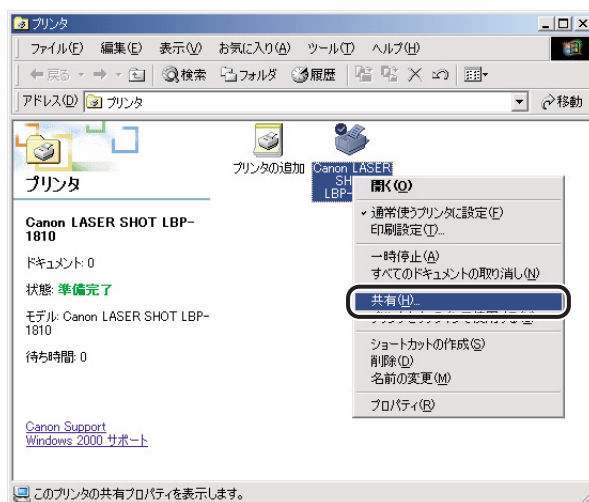 プリンタ
ファイル(F) 編集(E) 表示(V) お気に入り(A) ツール(T) ヘルプ(H)
戻る 検索 フォルダ 履歴
アドレス(D) プリンタ 移動
プリンタ
Canon LASER SHOT LBP-
1810
ドキュメント: 0
状態: 準備完了
モデル: Canon LASER SHOT LBP-
1810
待ち時間: 0
Canon Support
Windows 2000 サポート
プリンタの追加
Canon LASER
SH
LBP-
開く(O)
通常使うプリンタに設定(F)
印刷設定(T)...
一時停止(A)
すべてのドキュメントの取り消し(N)
共有(H)...
ショートカットの作成(S)
削除(D)
名前の変更(M)
プロパティ(R)
このプリンタの共有プロパティを表示します。